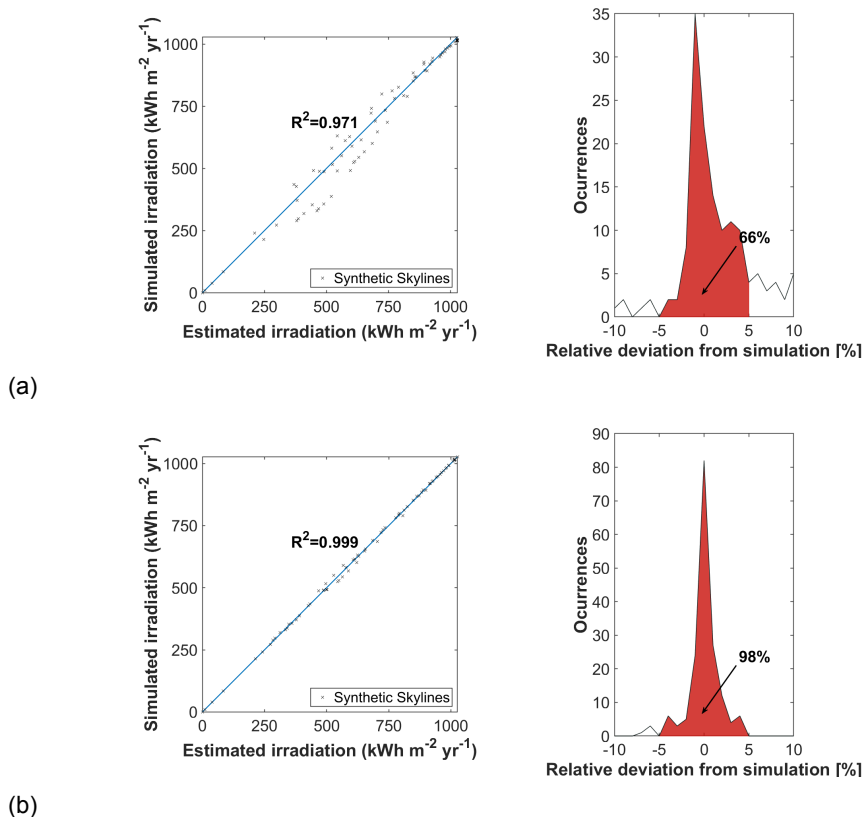 Simulated irradiation (kWh m⁻² yr⁻¹)
1000
750
500
250
0
R²=0.971
× Synthetic Skylines
0 250 500 750 1000
Estimated irradiation (kWh m⁻² yr⁻¹)
Ocurrences
35
30
25
20
15
10
5
0
66%
-10 -5 0 5 10
Relative deviation from simulation [%]
(a)
Simulated irradiation (kWh m⁻² yr⁻¹)
1000
750
500
250
0
R²=0.999
× Synthetic Skylines
0 250 500 750 1000
Estimated irradiation (kWh m⁻² yr⁻¹)
Ocurrences
90
80
70
60
50
40
30
20
10
0
98%
-10 -5 0 5 10
Relative deviation from simulation [%]
(b)